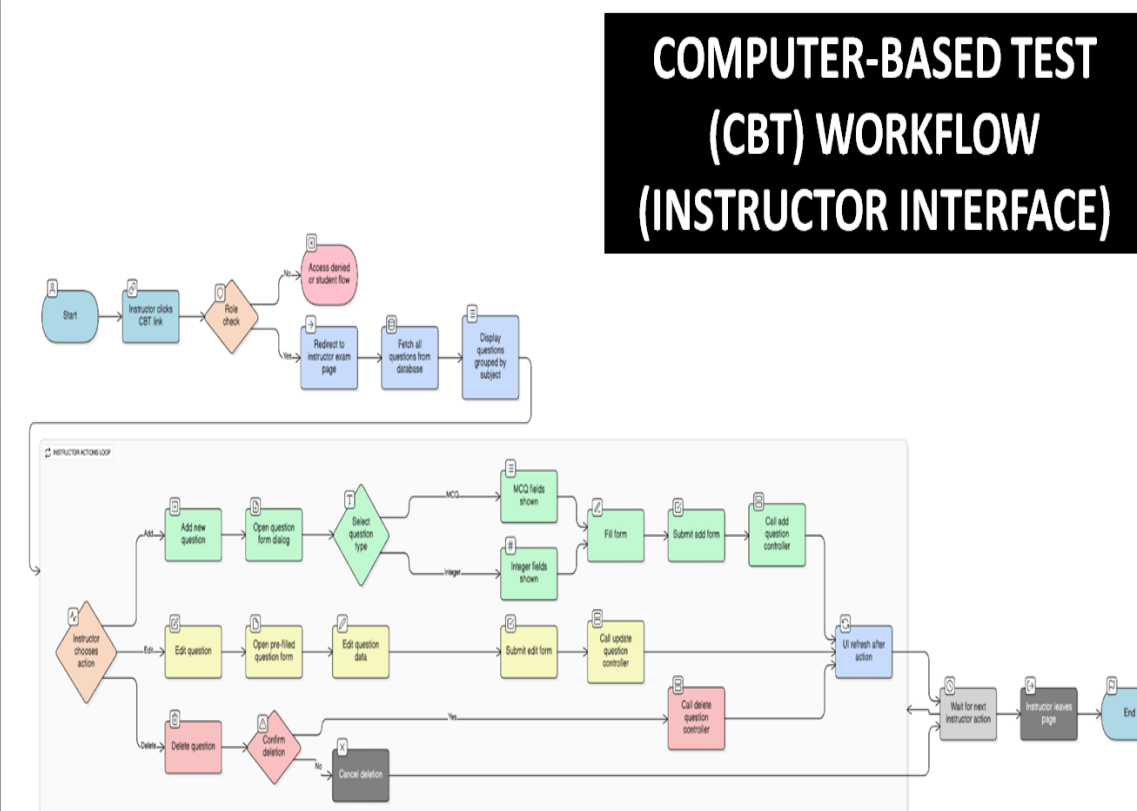 COMPUTER-BASED TEST
(CBT) WORKFLOW
(INSTRUCTOR INTERFACE)
Start
Instructor clicks
CBT link
Role
check
No
Access denied
or student flow
Yes
Redirect to
instructor exam
page
Fetch all
questions from
database
Display
questions
grouped by
subject
INSTRUCTOR ACTIONS LOOP
Instructor
chooses
action
Add
Add new
question
Open question
form dialog
Select
question
type
MCQ
MCQ fields
shown
Integer
Integer fields
shown
Fill form
Submit add form
Call add
question
controller
Edit
Edit question
Open pre-filled
question form
Edit question
data
Submit edit form
Call update
question
controller
UI refresh after
action
Delete
Delete question
Confirm
deletion
Yes
Call delete
question
controller
No
Cancel deletion
Wait for next
instructor action
Instructor leaves
page
End